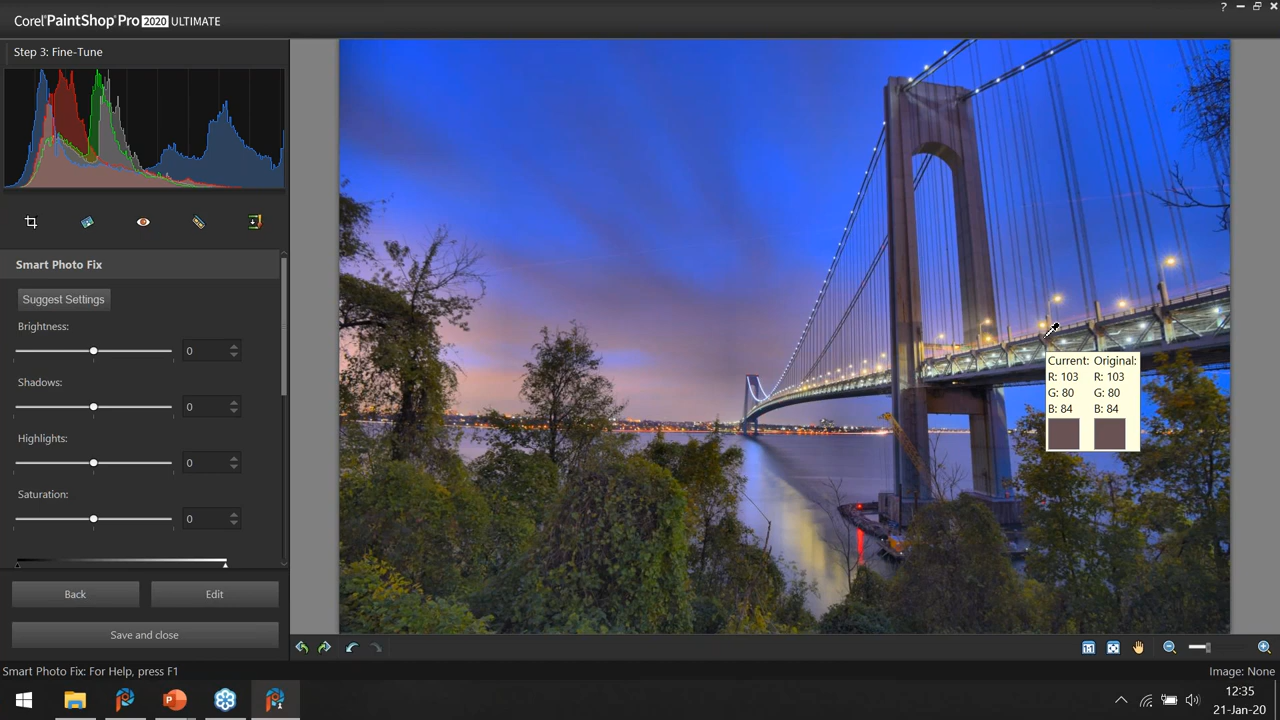 Corel PaintShop Pro 2020 ULTIMATE
?
Step 3: Fine-Tune
Smart Photo Fix
Suggest Settings
Brightness:
0
Shadows:
0
Highlights:
0
Saturation:
0
Current: Original:
R: 103 R: 103
G: 80 G: 80
B: 84 B: 84
Back Edit
Save and close
1:1
Smart Photo Fix: For Help, press F1
Image: None
P
12:35
21-Jan-20